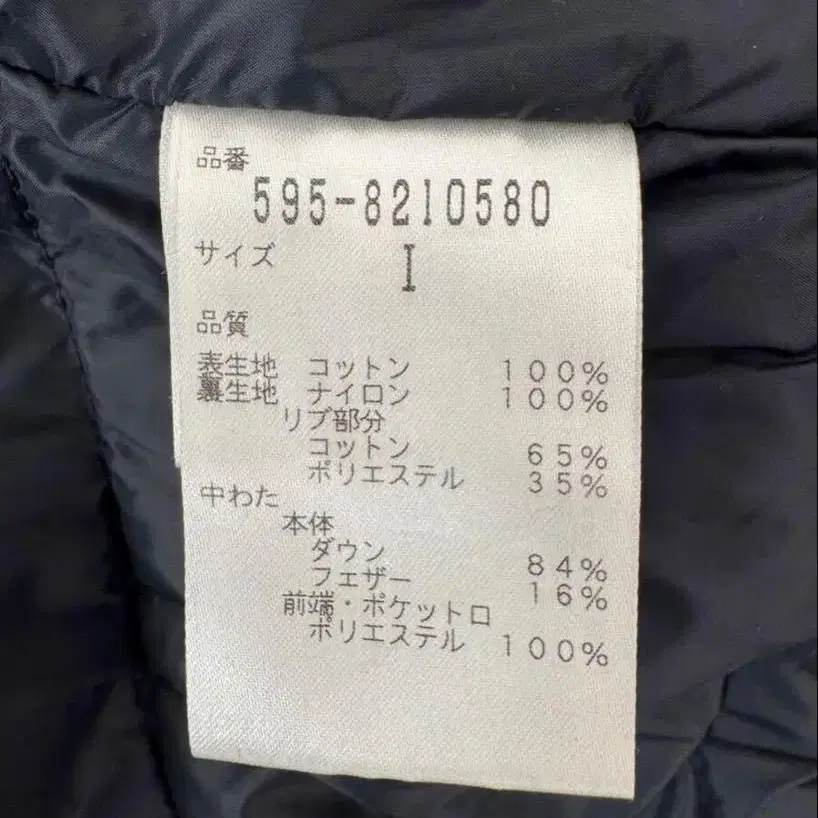 品番
595-8210580
サイズ 1
品質
表生地 コットン 100%
裏生地 ナイロン 100%
リブ部分
コットン 65%
ポリエステル 35%
中わた
本体
ダウン 84%
フェザー 16%
前端・ポケット口
ポリエステル 100%